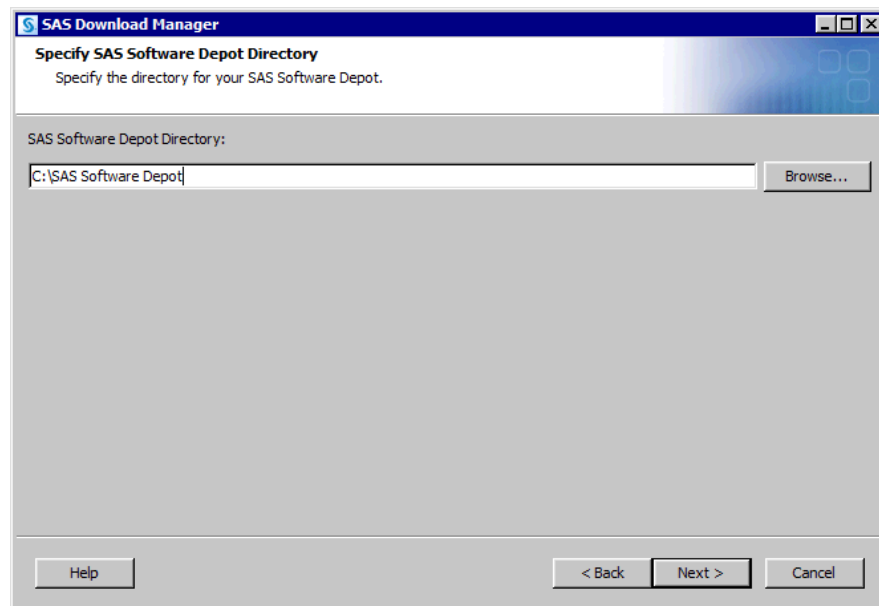 SAS Download Manager
Specify SAS Software Depot Directory
Specify the directory for your SAS Software Depot.
SAS Software Depot Directory:
C:\SAS Software Depot
Browse...
Help
< Back
Next >
Cancel